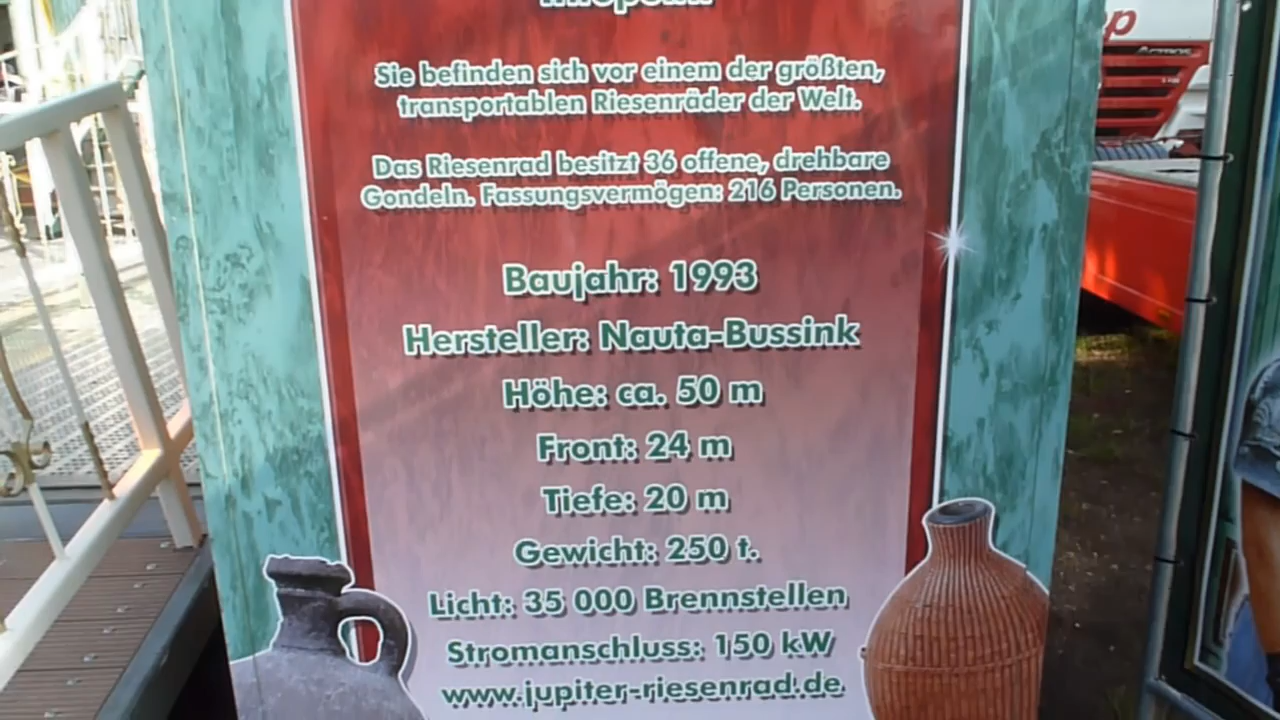 Sie befinden sich vor einem der größten,
transportablen Riesenräder der Welt.
Das Riesenrad besitzt 36 offene, drehbare
Gondeln. Fassungsvermögen: 216 Personen.
Baujahr: 1993
Hersteller: Nauta-Bussink
Höhe: ca. 50 m
Front: 24 m
Tiefe: 20 m
Gewicht: 250 t.
Licht: 35 000 Brennstellen
Stromanschluss: 150 kW
www.jupiter-riesenrad.de